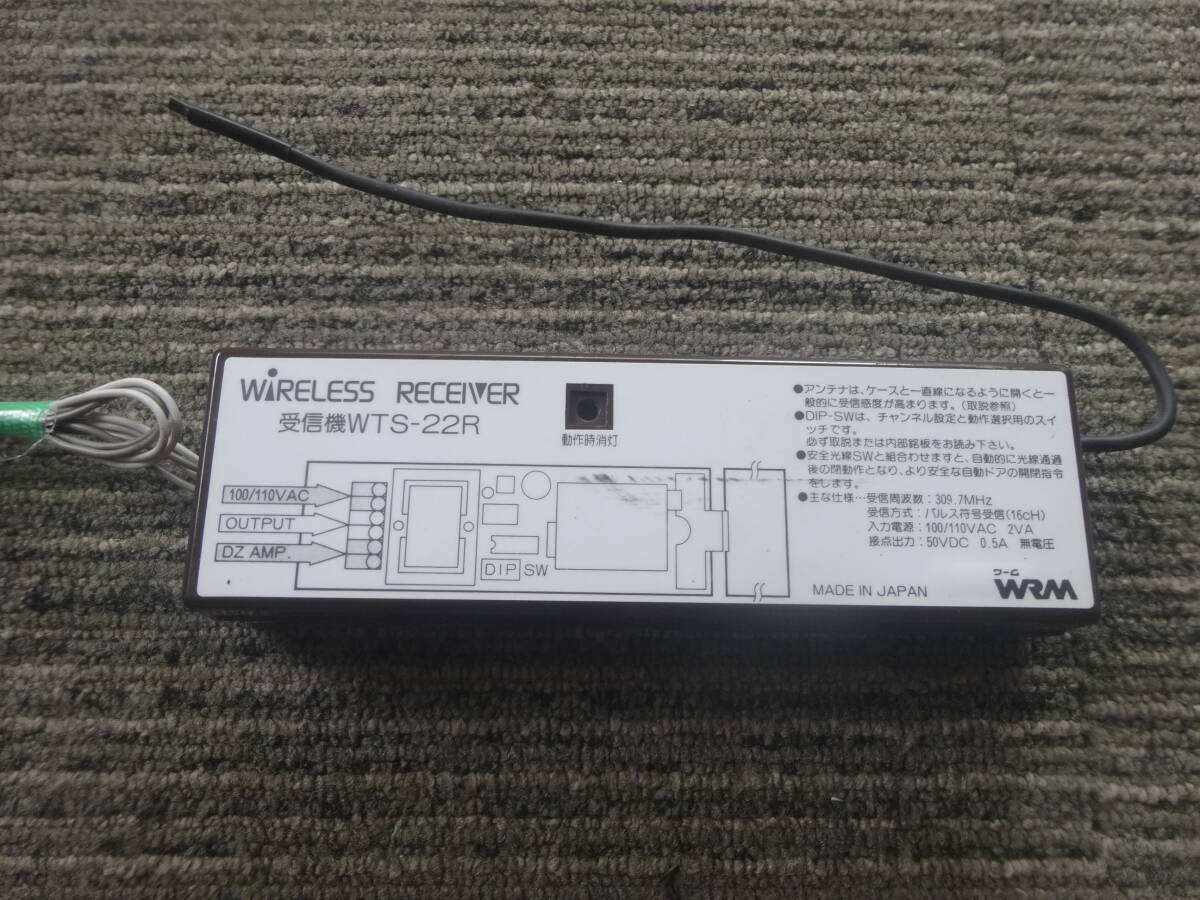 WiRELESS RECEIVER
受信機WTS-22R
動作時消灯
100/110VAC
OUTPUT
DZ AMP.
DIP SW
●アンテナは、ケースと一直線になるように開くと一
般的に受信感度が高まります。(取説参照)
●DIP-SWは、チャンネル設定と動作選択用のスイ
ッチです。
必ず取説または内部銘板をお読み下さい。
●安全光線SWと組合わせますと、自動的に光線通過
後の閉動作となり、より安全な自動ドアの開閉指令
をします。
●主な仕様…受信周波数:309.7MHz
受信方式:パルス符号受信(16cH)
入力電源:100/110VAC 2VA
接点出力:50VDC 0.5A 無電圧
MADE IN JAPAN
ワーム
WRM